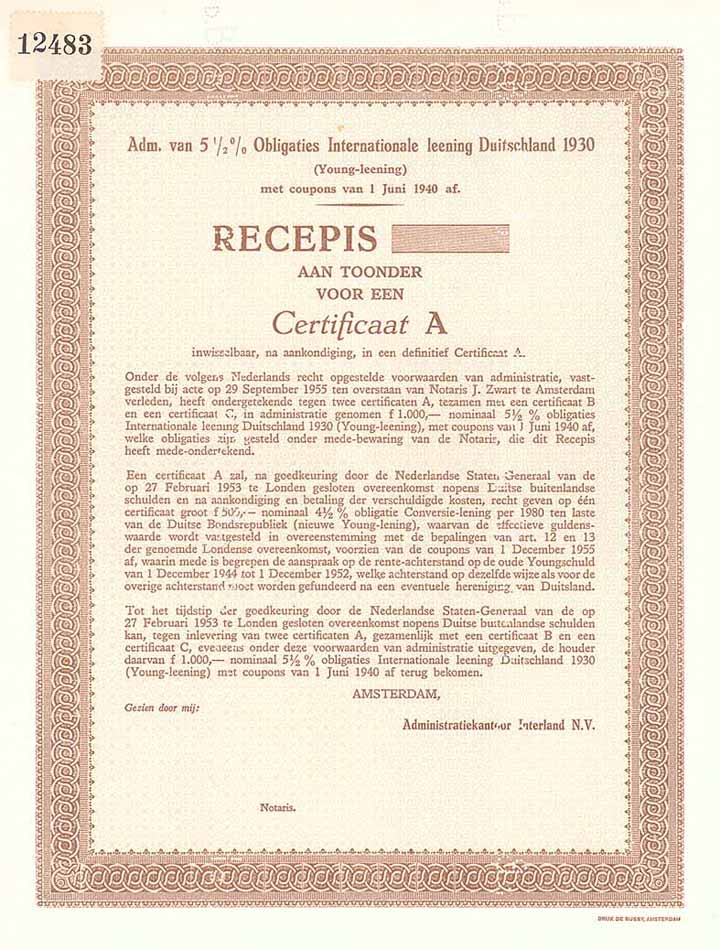 12483
Adm. van 5 1/2 % Obligaties Internationale leening Duitschland 1930
(Young-leening)
met coupons van 1 Juni 1940 af.
RECEPIS
AAN TOONDER
VOOR EEN
Certificaat A
inwisselbaar, na aankondiging, in een definitief Certificaat A.
Onder de volgens Nederlands recht opgestelde voorwaarden van administratie, vast-
gesteld bij acte op 29 September 1955 ten overstaan van Notaris J. Zwart te Amsterdam
verleden, heeft ondergetekende tegen twee certificaten A, tezamen met een certificaat B
en een certificaat C, in administratie genomen f 1.000,— nominaal 5½ % obligaties
Internationale leening Duitschland 1930 (Young-leening), met coupons van 1 Juni 1940 af,
welke obligaties zijn gesteld onder mede-bewaring van de Notaris, die dit Recepis
heeft mede-ondertekend.
Een certificaat A zal, na goedkeuring door de Nederlandse Staten Generaal van de
op 27 Februari 1953 te Londen gesloten overeenkomst nopens Duitse buitenlandse
schulden en na aankondiging en betaling der verschuldigde kosten, recht geven op één
certificaat groot f 500,— nominaal 4½ % obligatie Conversie-lening per 1980 ten laste
van de Duitse Bondsrepubliek (nieuwe Young-lening), waarvan de effectieve guldens-
waarde wordt vastgesteld in overeenstemming met de bepalingen van art. 12 en 13
der genoemde Londense overeenkomst, voorzien van de coupons van 1 December 1955
af, waarin mede is begrepen de aanspraak op de rente-achterstand op de oude Youngschuld
van 1 December 1944 tot 1 December 1952, welke achterstand op dezelfde wijze als voor de
overige achterstand moet worden gefundeerd na een eventuele hereniging van Duitsland.
Tot het tijdstip der goedkeuring door de Nederlandse Staten-Generaal van de op
27 Februari 1953 te Londen gesloten overeenkomst nopens Duitse buitenlandse schulden
kan, tegen inlevering van twee certificaten A, gezamenlijk met een certificaat B en een
certificaat C, eveneens onder deze voorwaarden van administratie uitgegeven, de houder
daarvan f 1.000,— nominaal 5½ % obligaties Internationale leening Duitschland 1930
(Young-leening) met coupons van 1 Juni 1940 af terug bekomen.
AMSTERDAM,
Gezien door mij:
Administratiekantoor Interland N.V.
Notaris.
DRUK DE BUSSY, AMSTERDAM